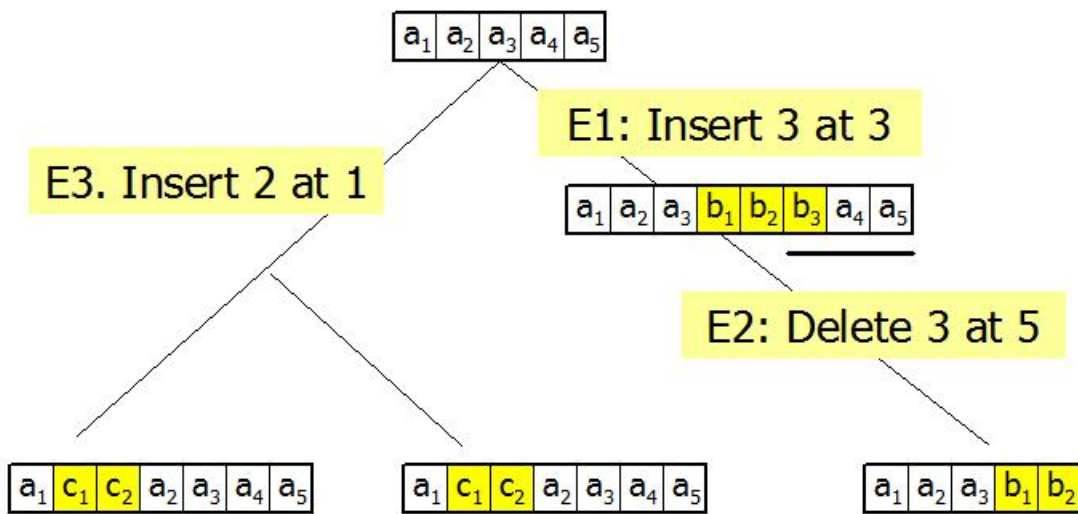 a₁ a₂ a₃ a₄ a₅
E1: Insert 3 at 3
E3. Insert 2 at 1
a₁ a₂ a₃ b₁ b₂ b₃ a₄ a₅
E2: Delete 3 at 5
a₁ c₁ c₂ a₂ a₃ a₄ a₅
a₁ c₁ c₂ a₂ a₃ a₄ a₅
a₁ a₂ a₃ b₁ b₂